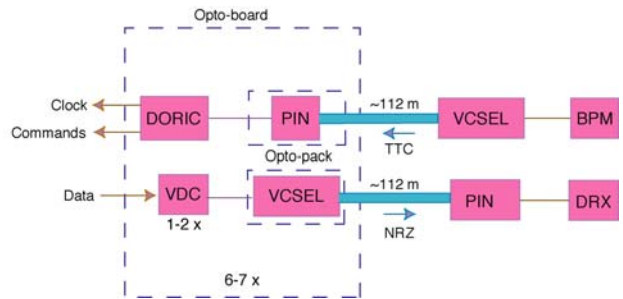 Opto-board
Clock
Commands
DORIC
PIN
~112 m
TTC
VCSEL
BPM
Opto-pack
Data
VDC
1-2 x
VCSEL
~112 m
NRZ
PIN
DRX
6-7 x